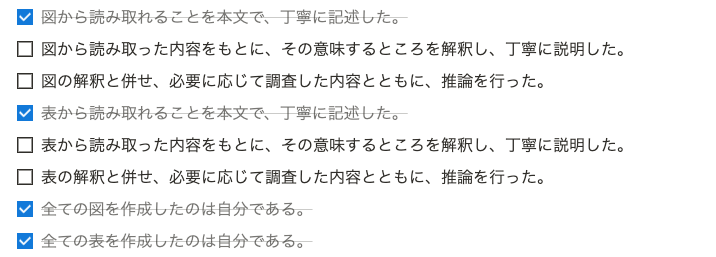 図から読み取れることを本文で、丁寧に記述した。
図から読み取った内容をもとに、その意味するところを解釈し、丁寧に説明した。
図の解釈と併せ、必要に応じて調査した内容とともに、推論を行った。
表から読み取れることを本文で、丁寧に記述した。
表から読み取った内容をもとに、その意味するところを解釈し、丁寧に説明した。
表の解釈と併せ、必要に応じて調査した内容とともに、推論を行った。
全ての図を作成したのは自分である。
全ての表を作成したのは自分である。